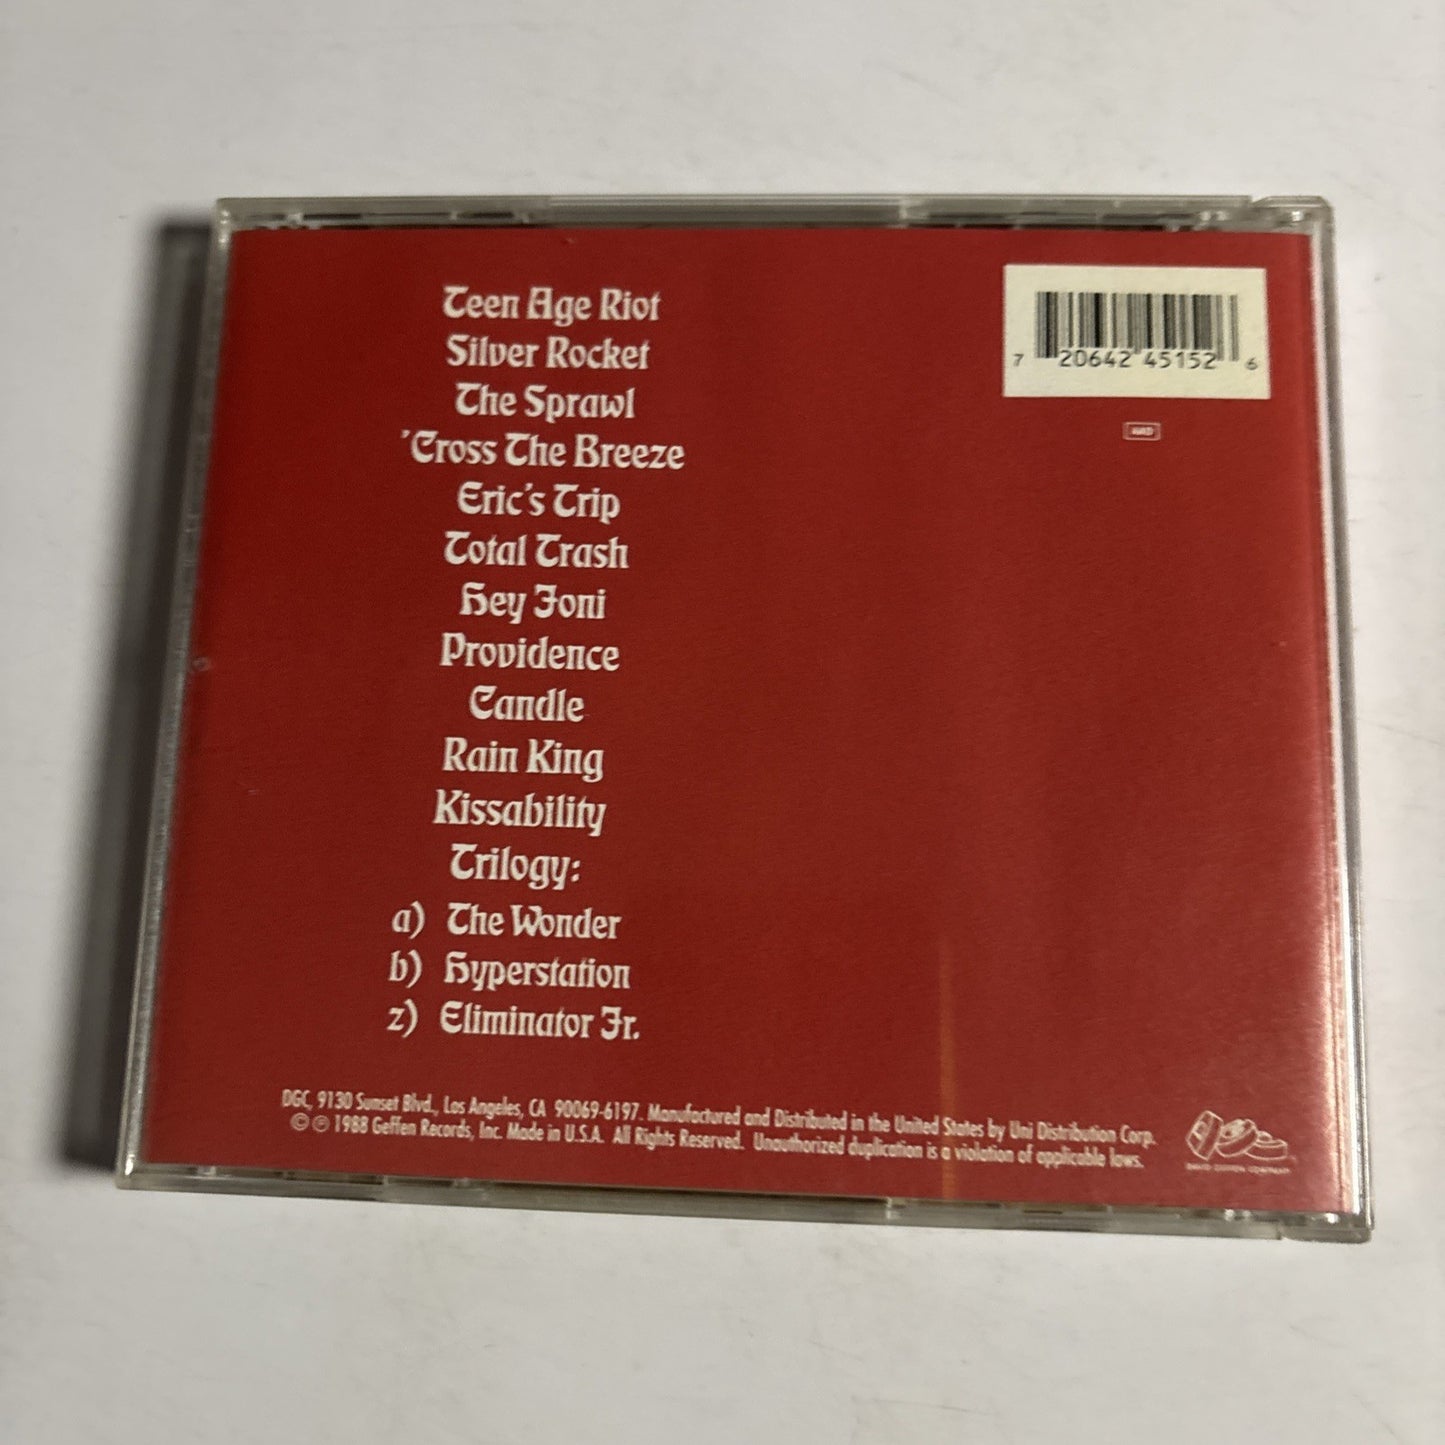 Teen Age Riot
Silver Rocket
The Sprawl
'Cross The Breeze
Eric's Trip
Total Trash
Hey Joni
Providence
Candle
Rain King
Kissability
Trilogy:
a) The Wonder
b) Hyperstation
z) Eliminator Jr.
7 20642 45152 6
DGC, 9130 Sunset Blvd., Los Angeles, CA 90069-6197. Manufactured and Distributed in the United States by Uni Distribution Corp.
© ℗ 1988 Geffen Records, Inc. Made in U.S.A. All Rights Reserved. Unauthorized duplication is a violation of applicable laws.
DAVID GEFFEN COMPANY